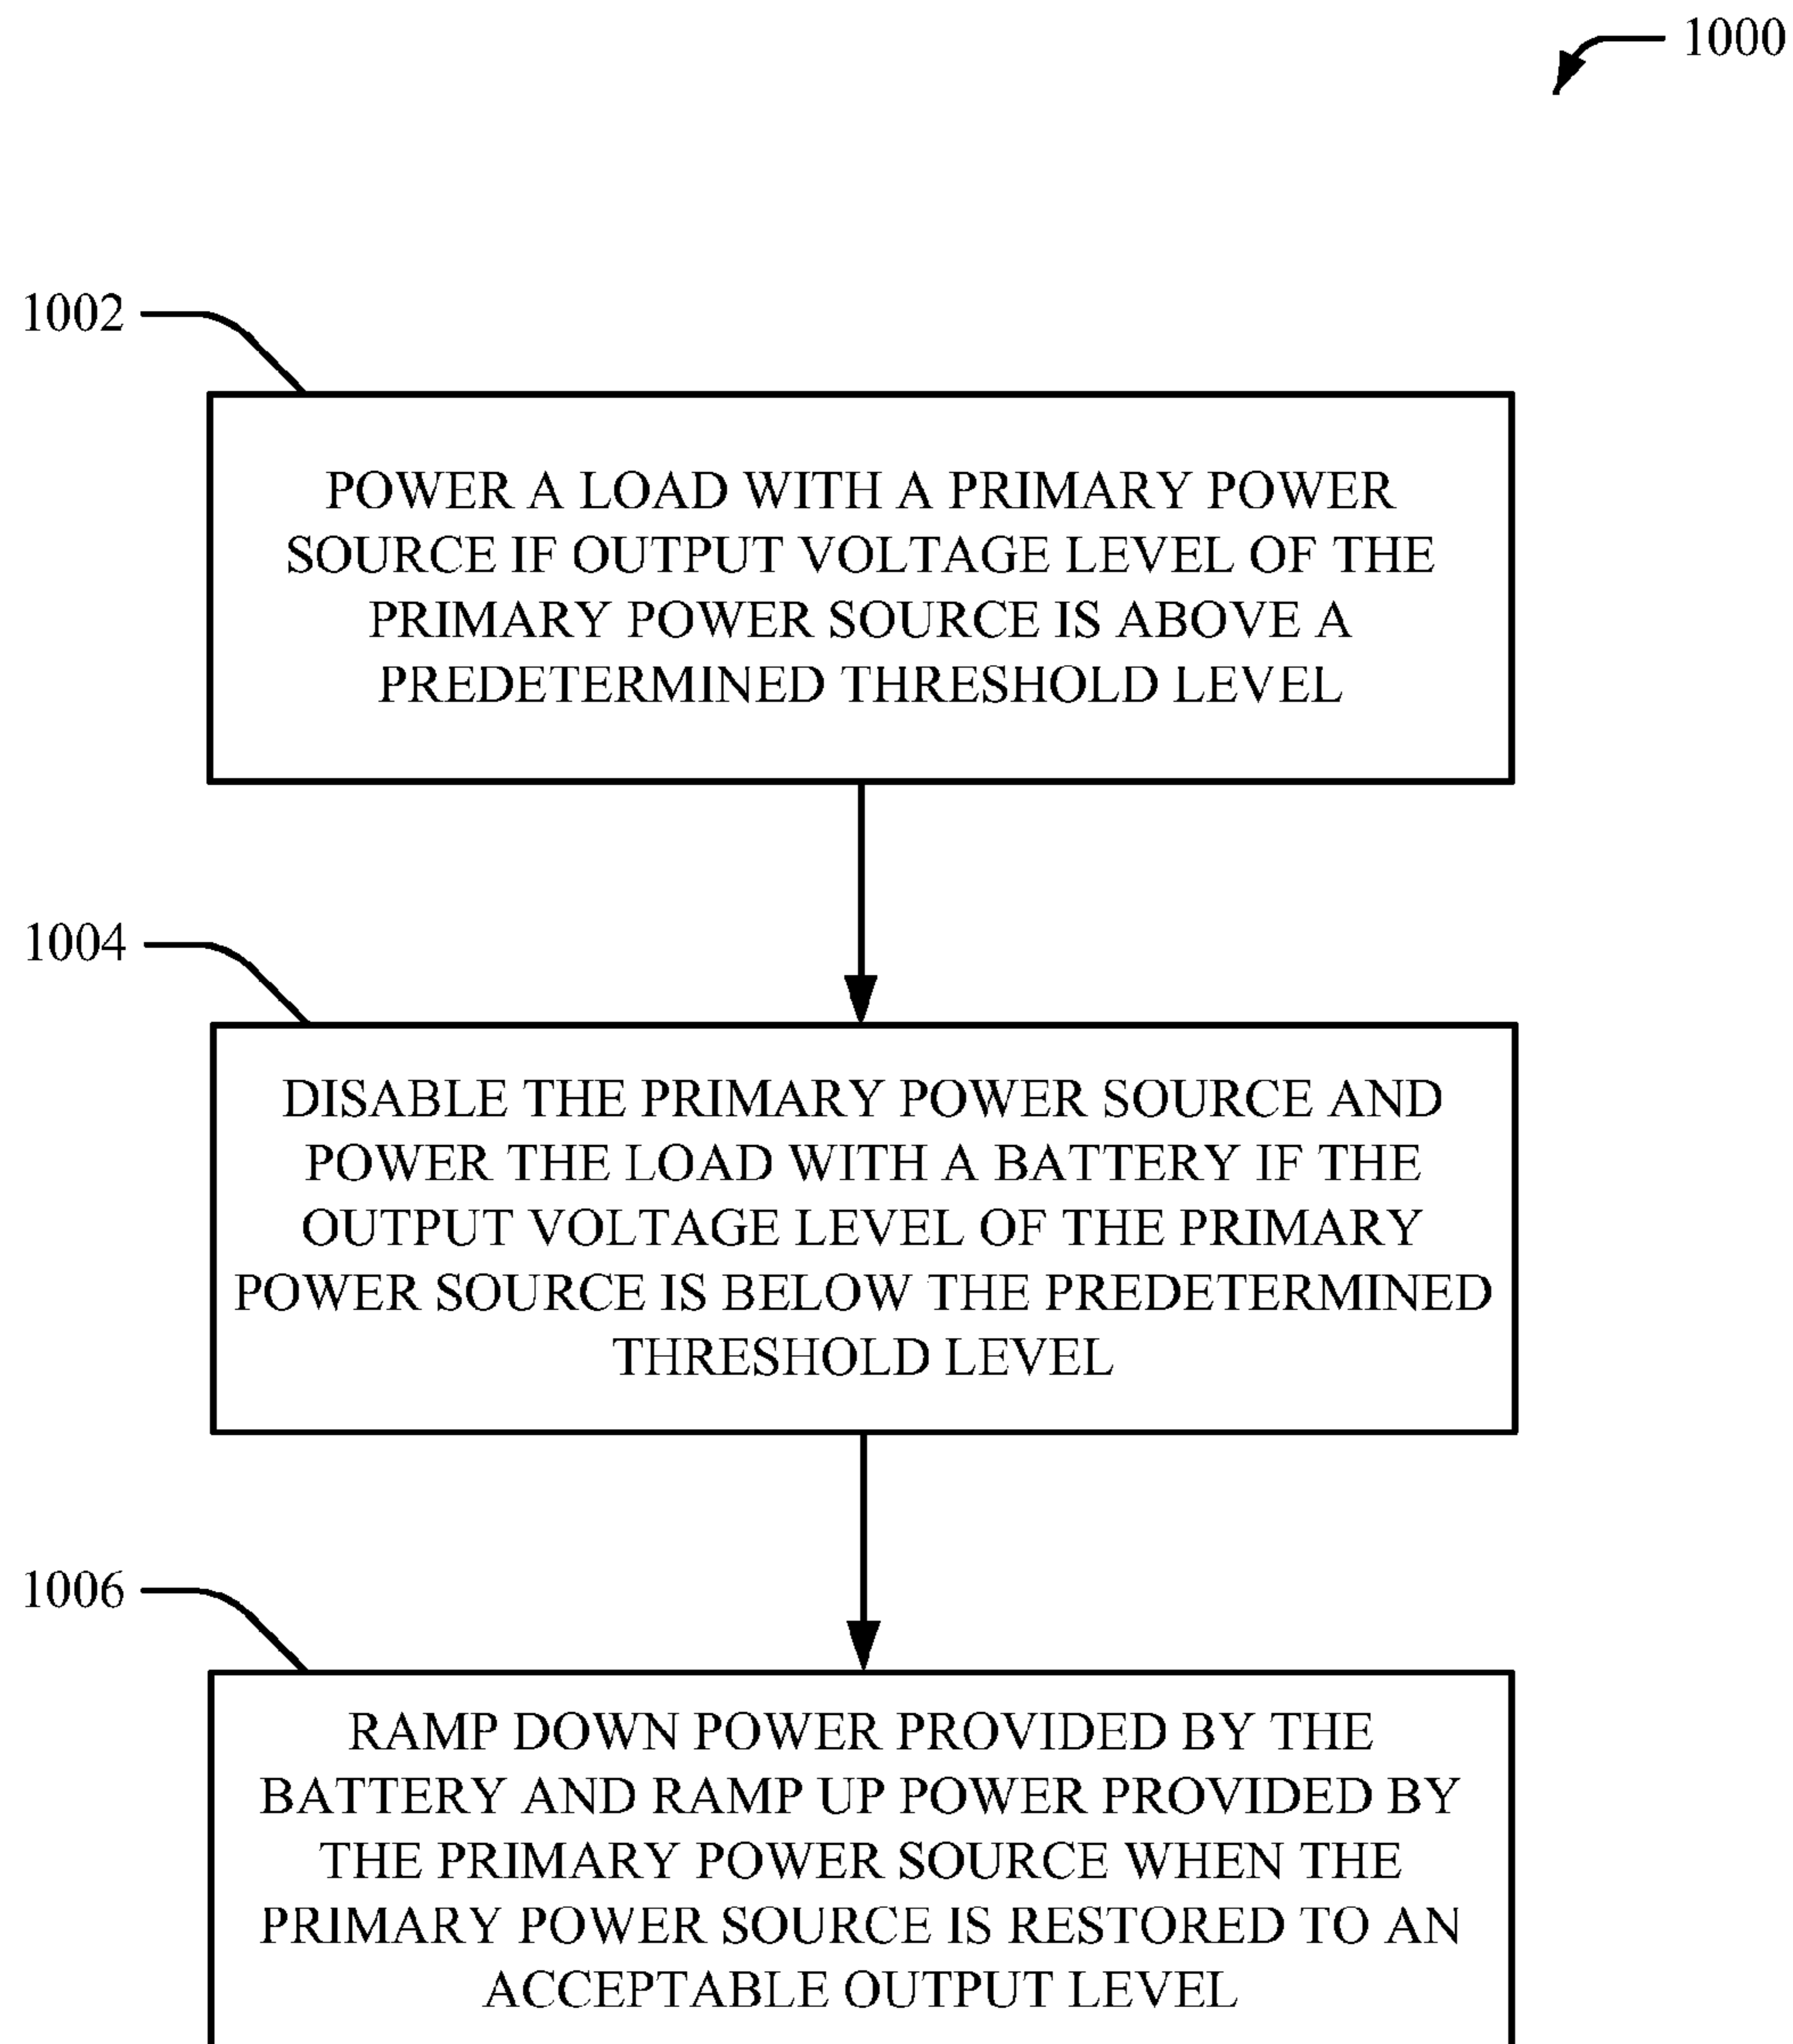 1000
1002
POWER A LOAD WITH A PRIMARY POWER
SOURCE IF OUTPUT VOLTAGE LEVEL OF THE
PRIMARY POWER SOURCE IS ABOVE A
PREDETERMINED THRESHOLD LEVEL
1004
DISABLE THE PRIMARY POWER SOURCE AND
POWER THE LOAD WITH A BATTERY IF THE
OUTPUT VOLTAGE LEVEL OF THE PRIMARY
POWER SOURCE IS BELOW THE PREDETERMINED
THRESHOLD LEVEL
1006
RAMP DOWN POWER PROVIDED BY THE
BATTERY AND RAMP UP POWER PROVIDED BY
THE PRIMARY POWER SOURCE WHEN THE
PRIMARY POWER SOURCE IS RESTORED TO AN
ACCEPTABLE OUTPUT LEVEL